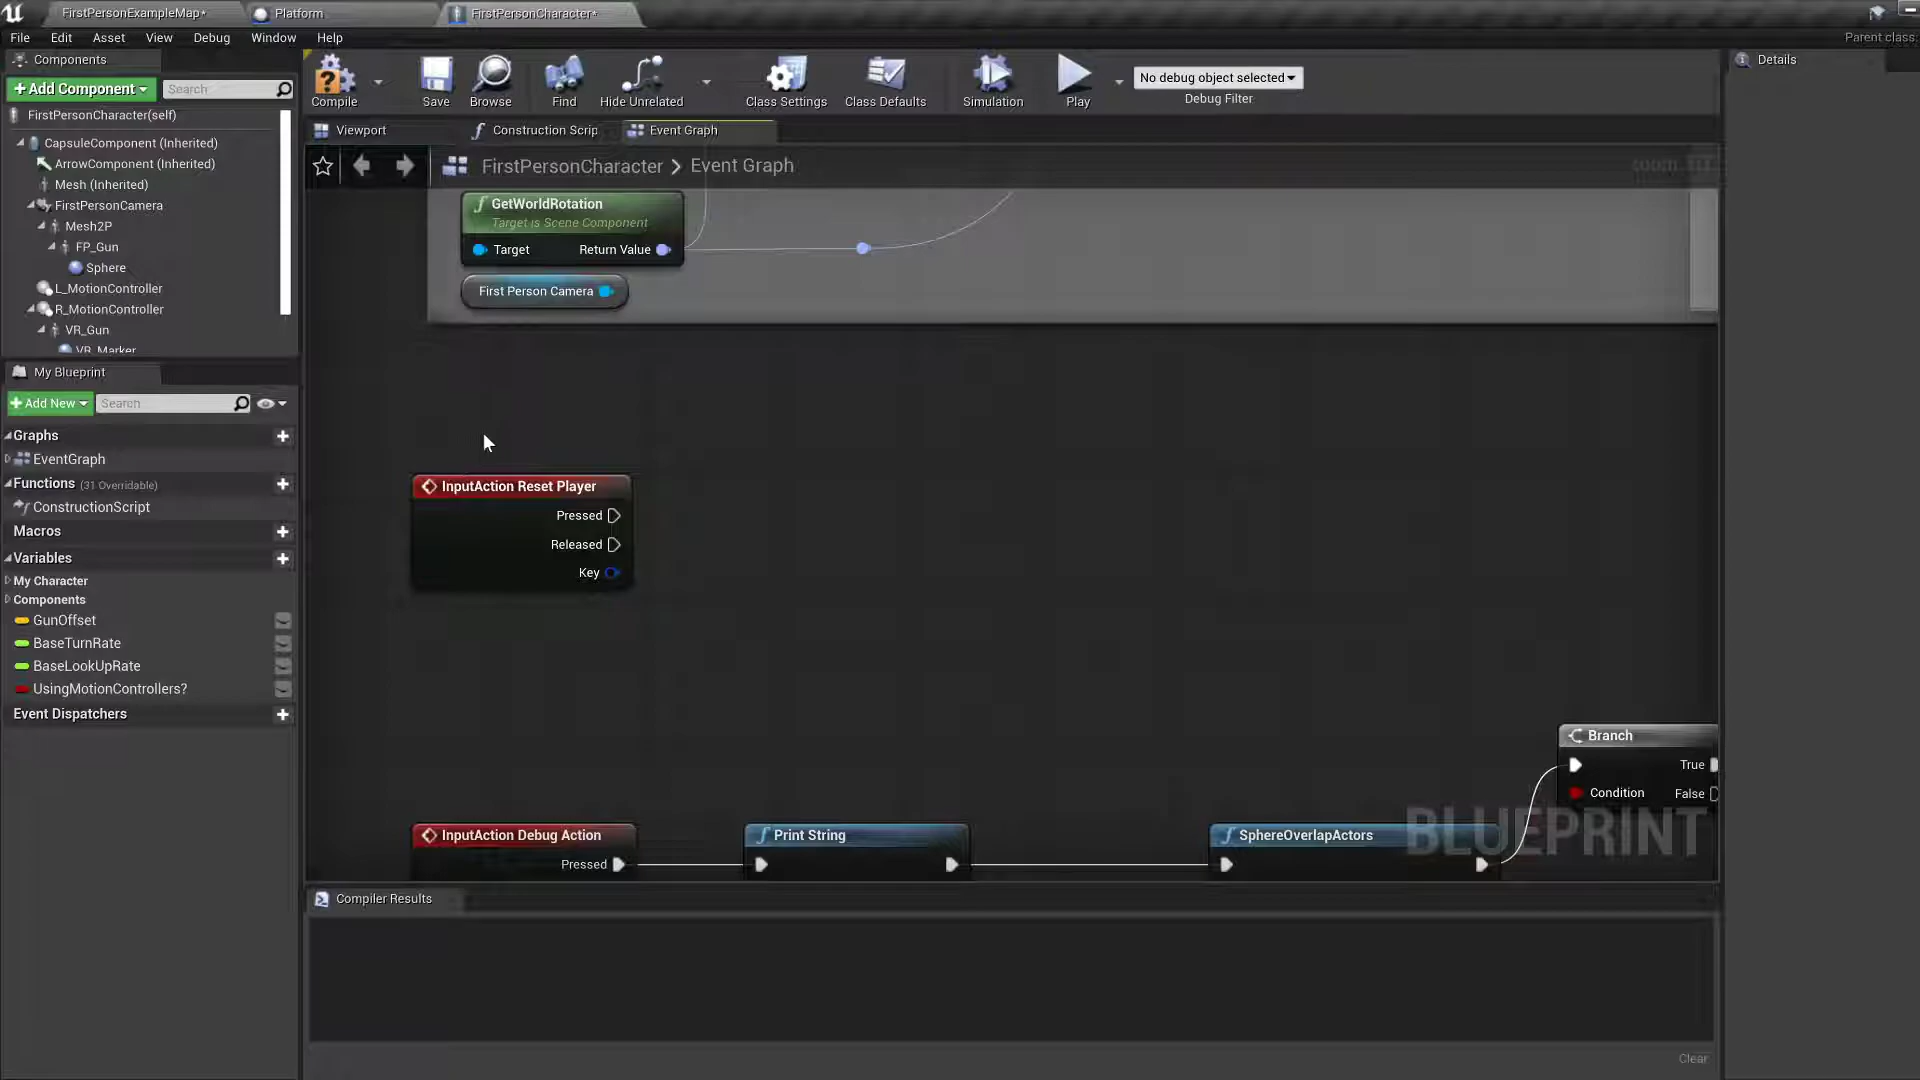 FirstPersonExampleMap*
Platform
FirstPersonCharacter*
File Edit Asset View Debug Window Help
Parent class:
Components
+Add Component
Search
FirstPersonCharacter(self)
CapsuleComponent (Inherited)
ArrowComponent (Inherited)
Mesh (Inherited)
FirstPersonCamera
Mesh2P
FP_Gun
Sphere
L_MotionController
R_MotionController
VR_Gun
VR_Marker
My Blueprint
+Add New
Search
Graphs
EventGraph
Functions (31 Overridable)
ConstructionScript
Macros
Variables
My Character
Components
GunOffset
BaseTurnRate
BaseLookUpRate
UsingMotionControllers?
Event Dispatchers
Compile
Save
Browse
Find
Hide Unrelated
Class Settings
Class Defaults
Simulation
Play
No debug object selected
Debug Filter
Details
Viewport
Construction Scrip
Event Graph
FirstPersonCharacter > Event Graph
GetWorldRotation
Target is Scene Component
Target Return Value
First Person Camera
InputAction Reset Player
Pressed
Released
Key
Branch
True
Condition False
BLUEPRINT
InputAction Debug Action
Pressed
Print String
SphereOverlapActors
Compiler Results
Clear